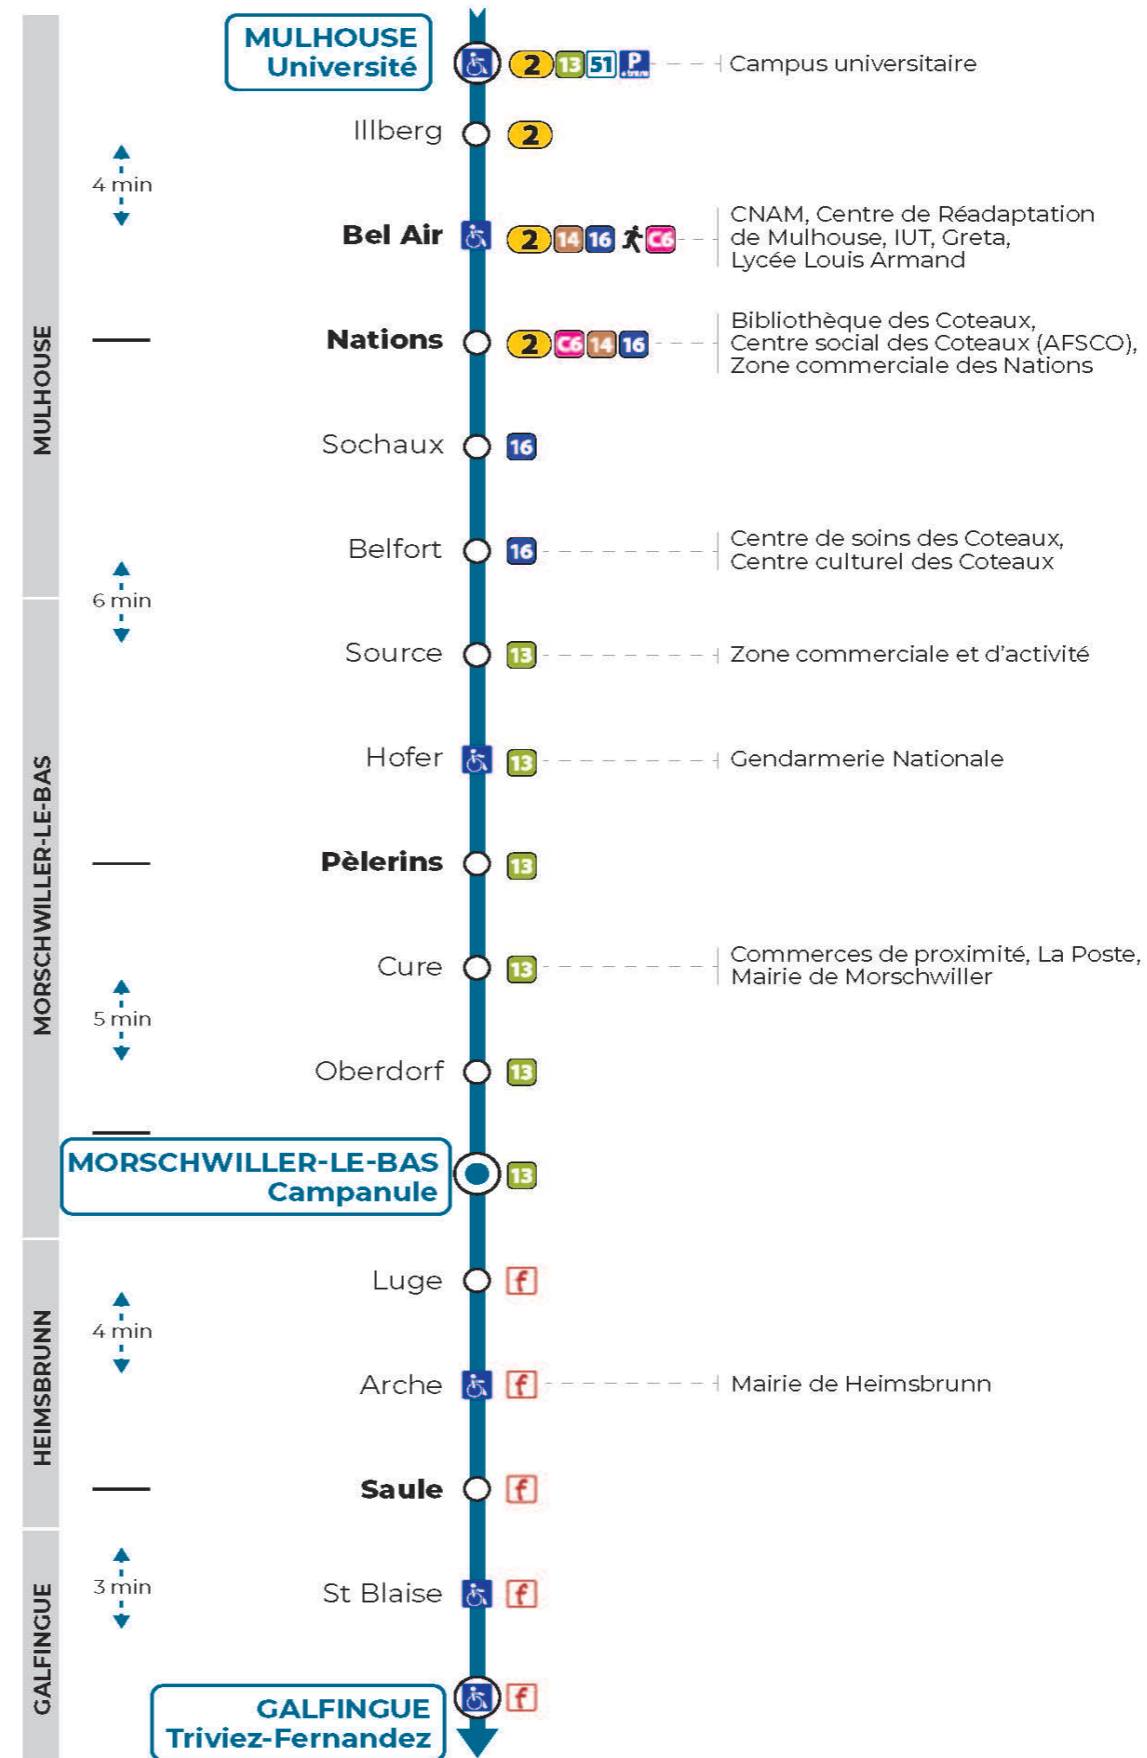 MULHOUSE
Université
2 13 51 P
Campus universitaire
Illberg
2
4 min
Bel Air
2 14 16 C6
CNAM, Centre de Réadaptation
de Mulhouse, IUT, Greta,
Lycée Louis Armand
MULHOUSE
Nations
2 C6 14 16
Bibliothèque des Coteaux,
Centre social des Coteaux (AFSCO),
Zone commerciale des Nations
Sochaux
16
Belfort
16
Centre de soins des Coteaux,
Centre culturel des Coteaux
6 min
Source
13
Zone commerciale et d'activité
Hofer
13
Gendarmerie Nationale
MORSCHWILLER-LE-BAS
Pèlerins
13
Cure
13
Commerces de proximité, La Poste,
Mairie de Morschwiller
5 min
Oberdorf
13
MORSCHWILLER-LE-BAS
Campanule
13
Luge
f
4 min
HEIMSBRUNN
Arche
f
Mairie de Heimsbrunn
Saule
f
3 min
St Blaise
f
GALFINGUE
GALFINGUE
Triviez-Fernandez
f